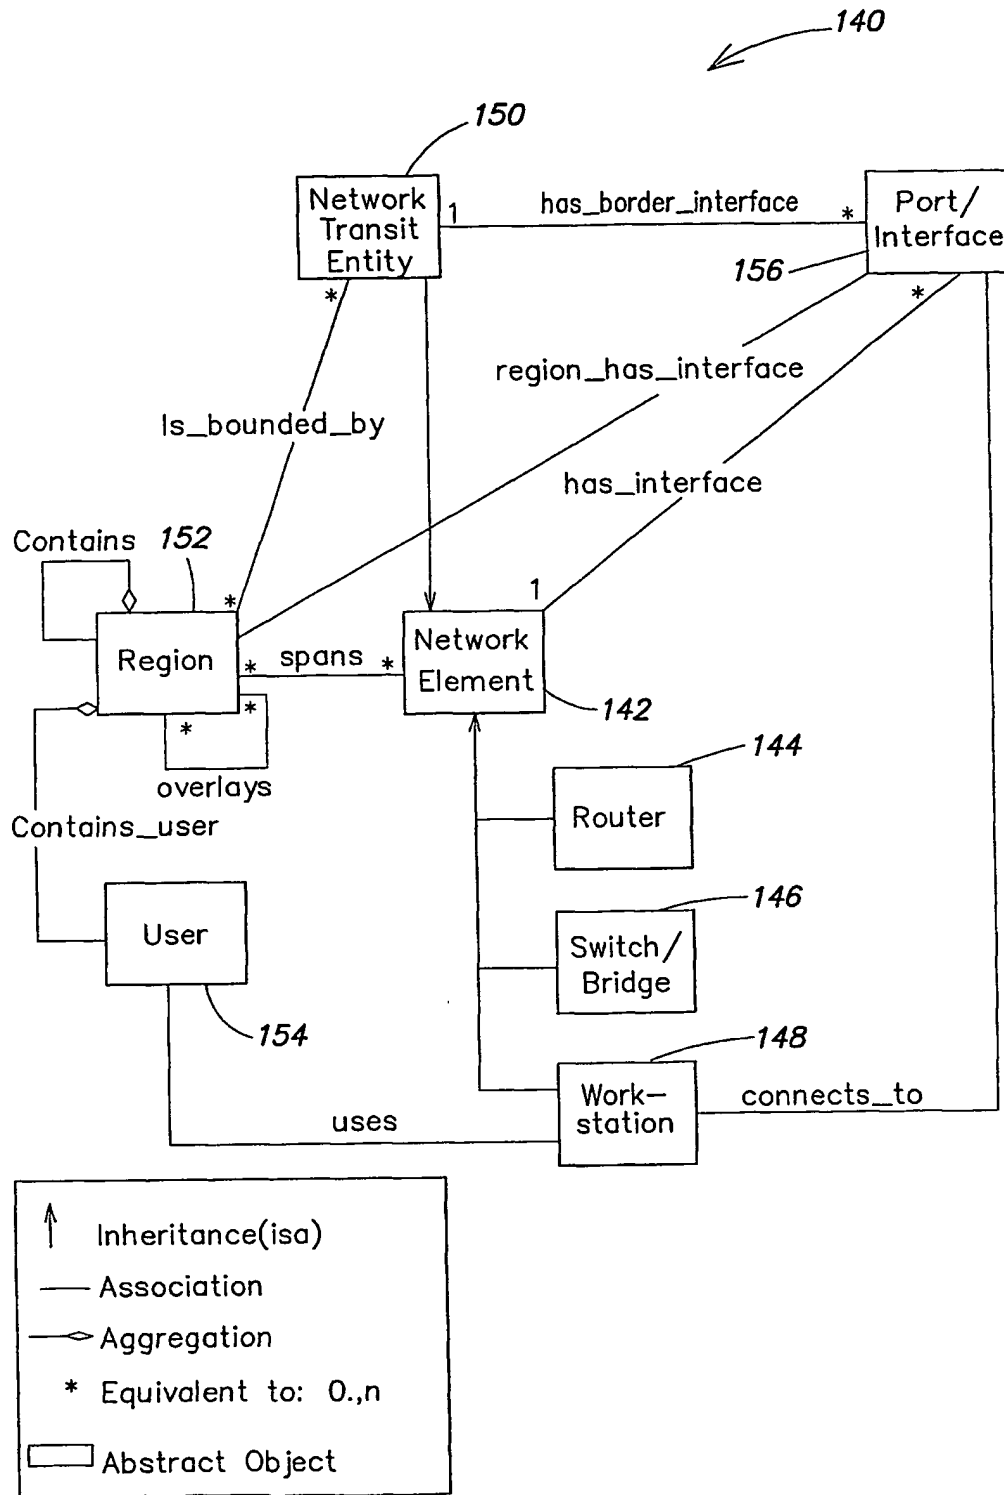 140
150
Network
Transit
Entity
1
has_border_interface
*
Port/
Interface
156
*
*
region_has_interface
Is_bounded_by
has_interface
Contains
152
*
1
Region
*
spans
*
Network
Element
142
*
*
overlays
144
Router
Contains_user
146
User
Switch/
Bridge
154
148
Work-
station
connects_to
uses
Inheritance(isa)
Association
Aggregation
* Equivalent to: 0.,n
Abstract Object